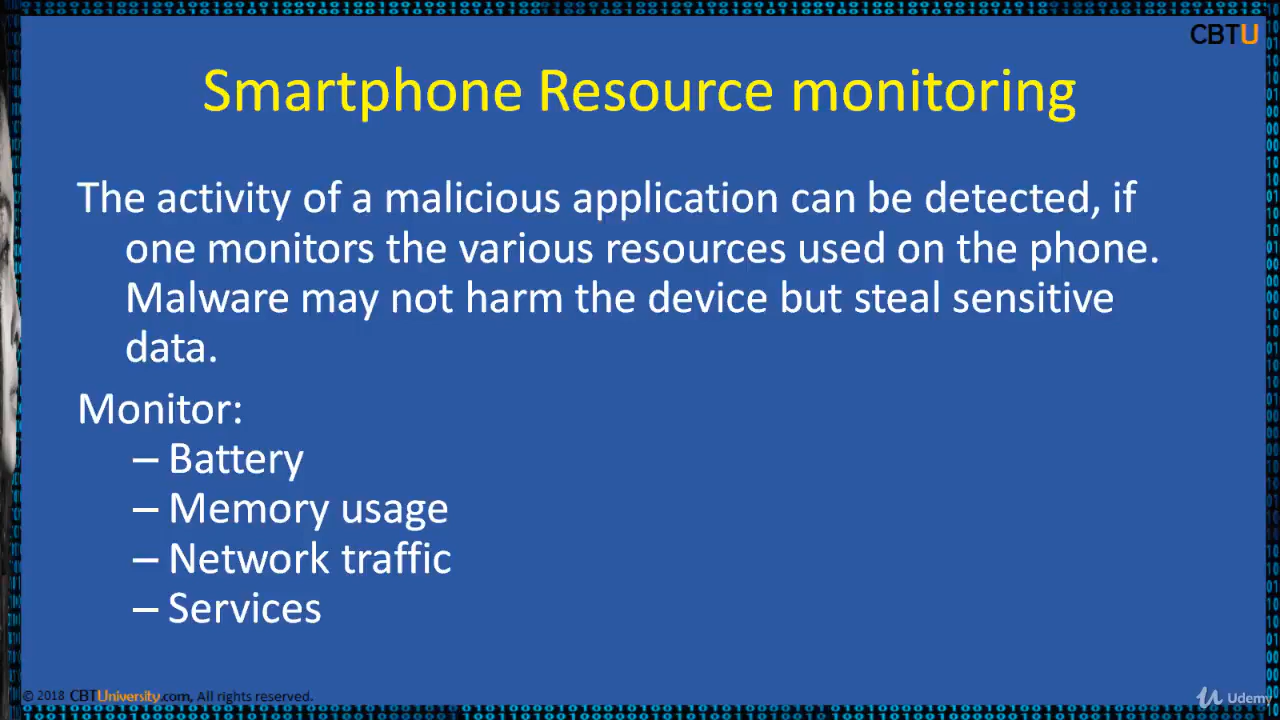 CBTU
Smartphone Resource monitoring
The activity of a malicious application can be detected, if
one monitors the various resources used on the phone.
Malware may not harm the device but steal sensitive
data.
Monitor:
– Battery
– Memory usage
– Network traffic
– Services
© 2018 CBTUniversity.com, All rights reserved.
Udemy